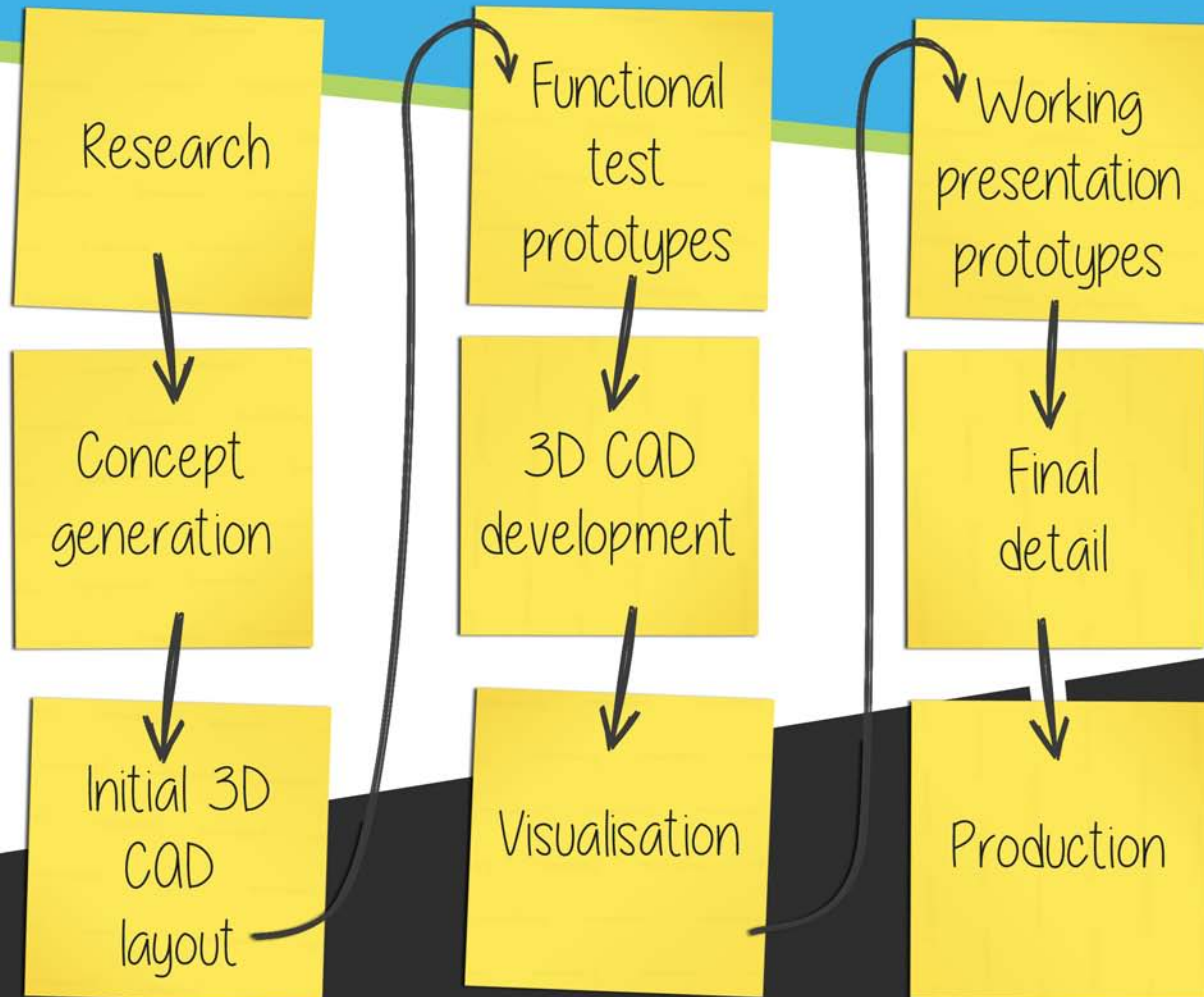 Research
Concept
generation
Initial 3D
CAD
layout
Functional
test
prototypes
3D CAD
development
Visualisation
Working
presentation
prototypes
Final
detail
Production